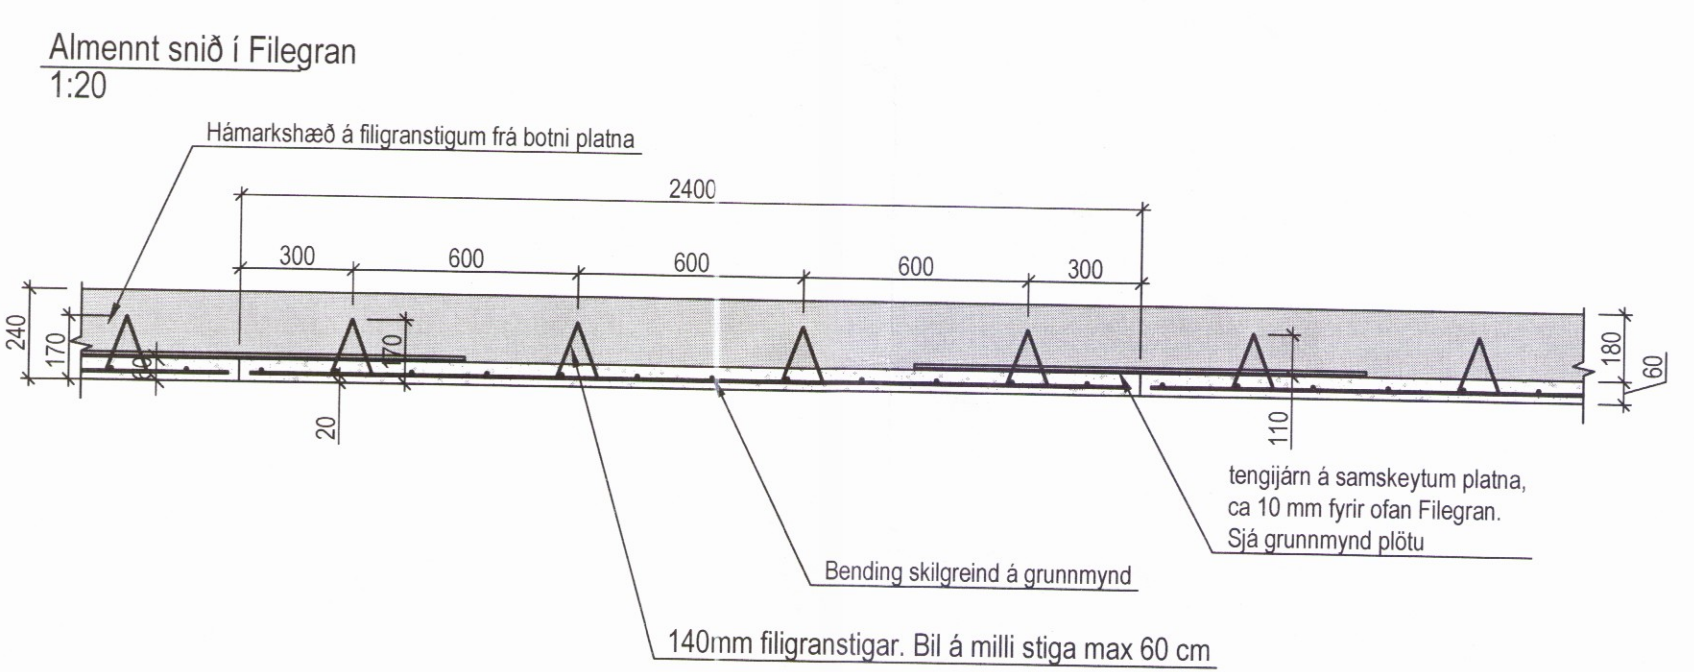 Almennt snið í Filegran
1:20
Hámarkshæð á filigranstigum frá botni platna
2400
300
600
600
600
300
240
170
60
170
20
110
180
60
tengijárn á samskeytum platna,
ca 10 mm fyrir ofan Filegran.
Sjá grunnmynd plötu
Bending skilgreind á grunnmynd
140mm filigranstigar. Bil á milli stiga max 60 cm